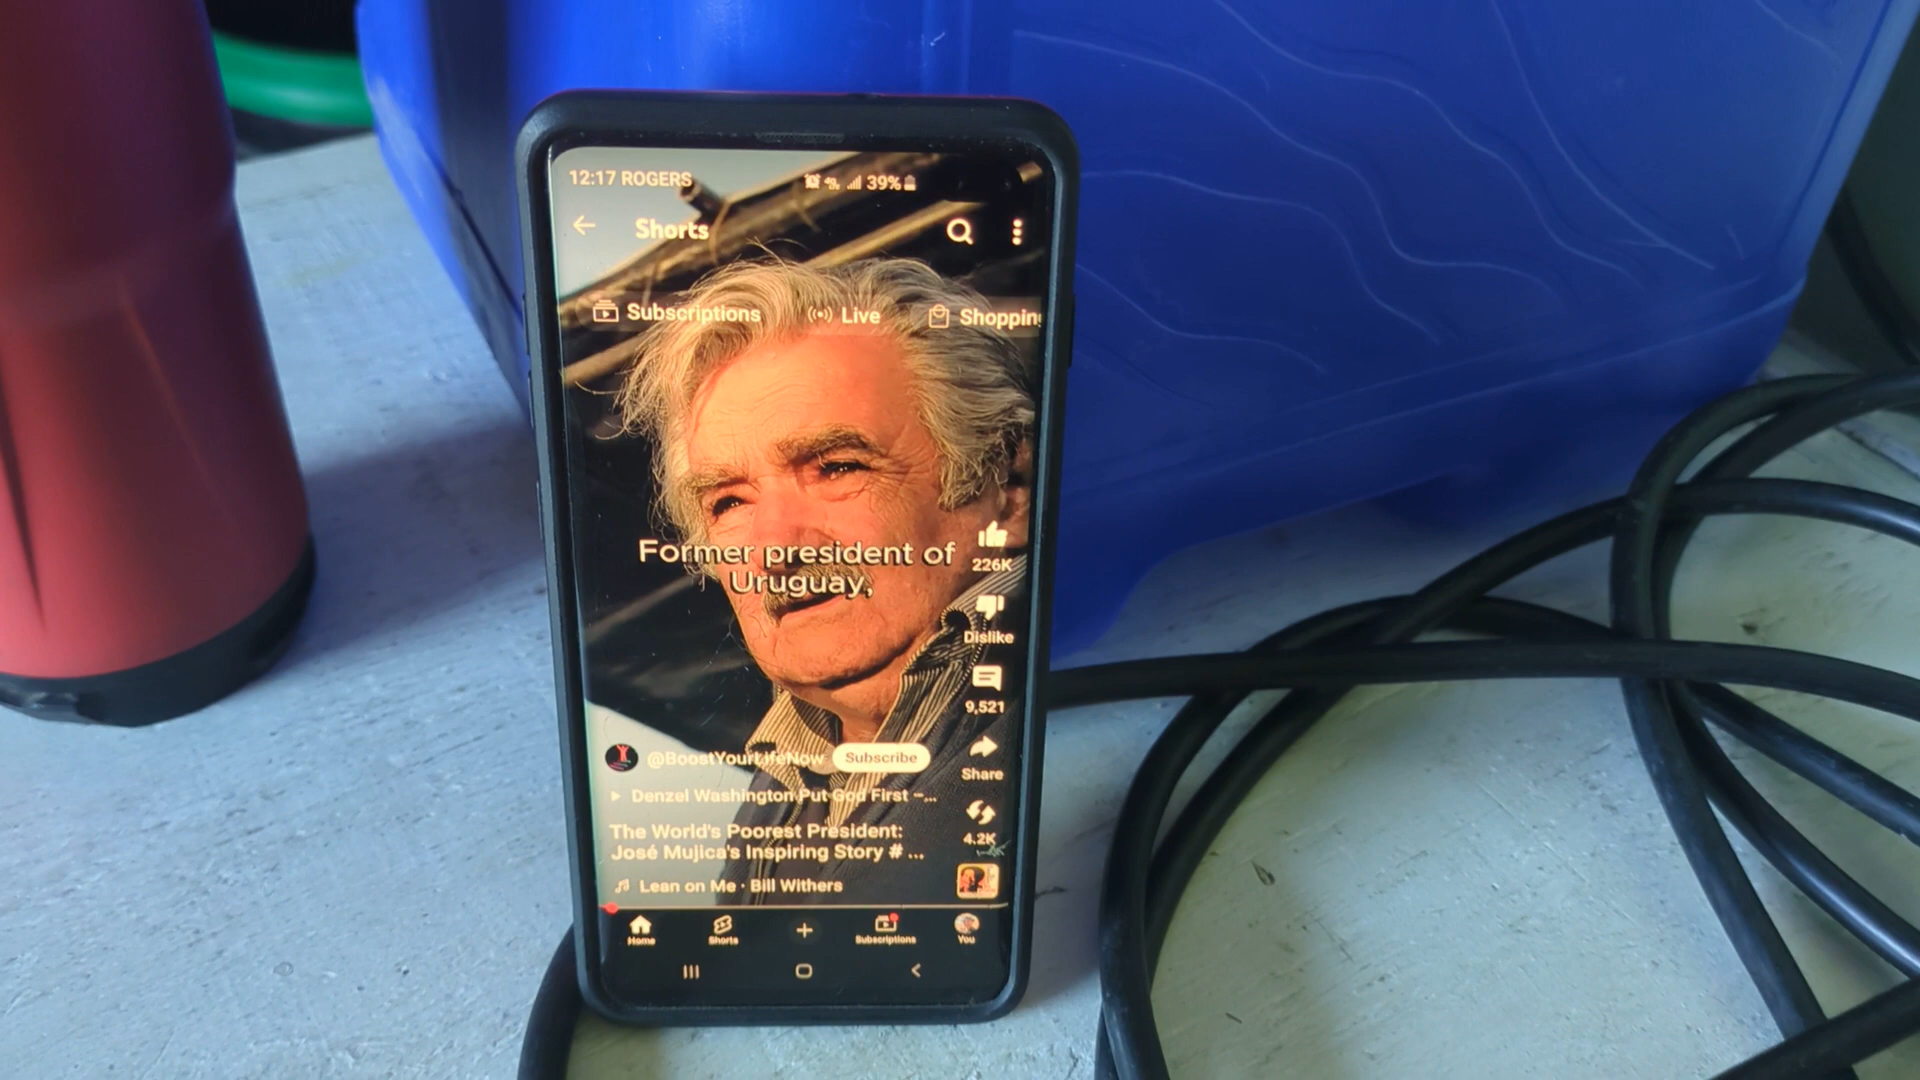 12:17 ROGERS 39%
Shorts
Subscriptions Live Shopping
Former president of
Uruguay,
226K
Dislike
9,521
@BoostYourLifeNow Subscribe
Share
Denzel Washington Put God First –...
The World's Poorest President:
José Mujica's Inspiring Story # ...
4.2K
Lean on Me · Bill Withers
Home Shorts Subscriptions You